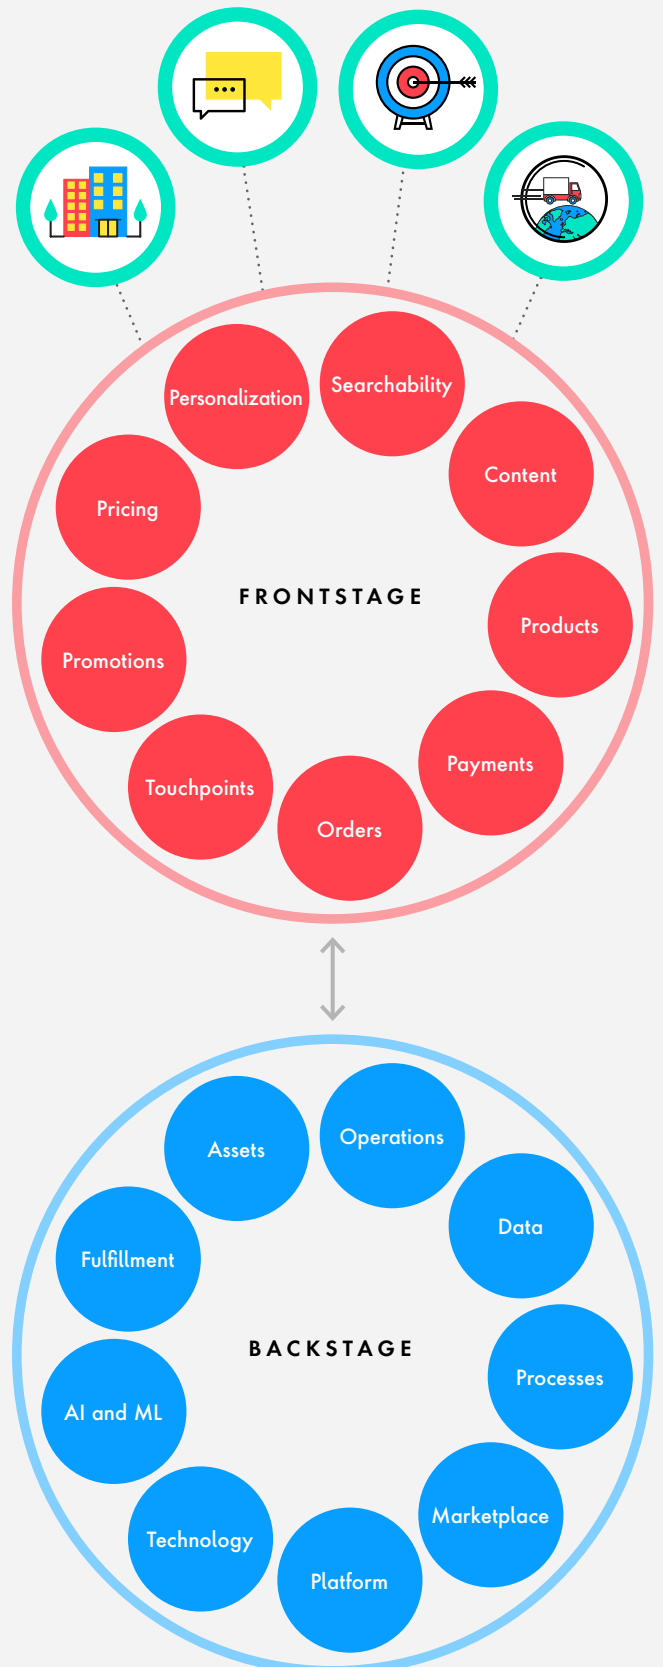 Searchability
Personalization
Content
Pricing
FRONTSTAGE
Products
Promotions
Payments
Touchpoints
Orders
Operations
Assets
Data
Fulfillment
BACKSTAGE
Processes
AI and ML
Marketplace
Technology
Platform